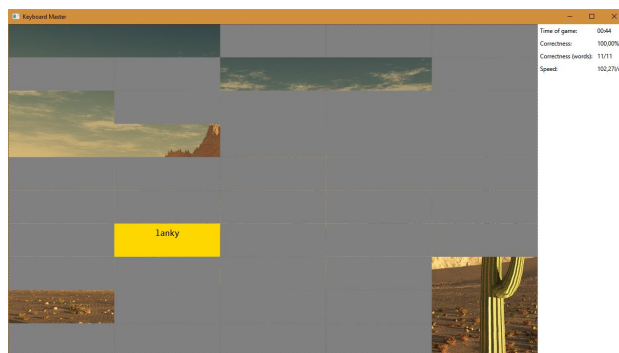 Keyboard Master
Time of game: 00:44
Correctness: 100,00%
Correctness (words): 11/11
Speed:
lanky